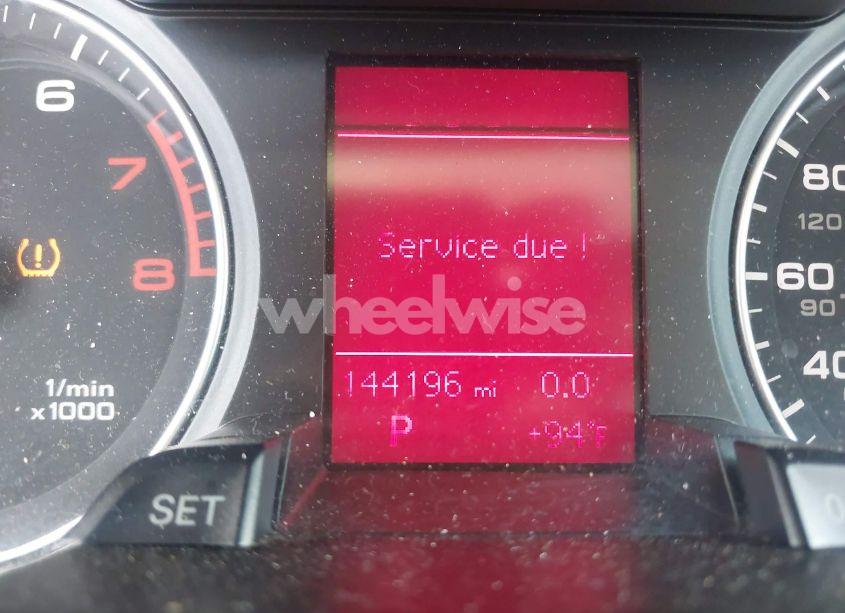 6
7
8
1/min
x1000
SET
Service due !
144196 mi 0.0
P +94°F
80
120
60
90
40
0
wheelwise